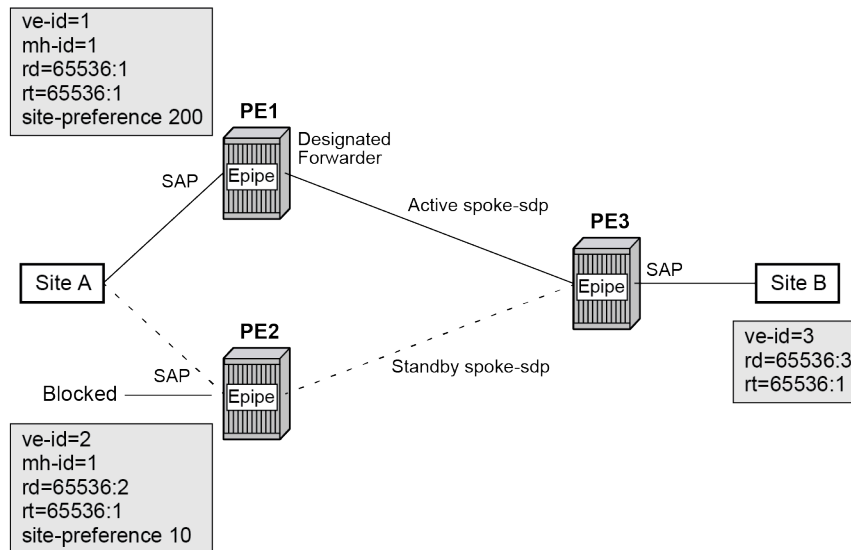 ve-id=1
mh-id=1
rd=65536:1
rt=65536:1
site-preference 200
PE1
Designated
Forwarder
Epipe
SAP
Active spoke-sdp
PE3
SAP
Site A
Epipe
Site B
PE2
SAP
Standby spoke-sdp
Blocked
Epipe
ve-id=3
rd=65536:3
rt=65536:1
ve-id=2
mh-id=1
rd=65536:2
rt=65536:1
site-preference 10